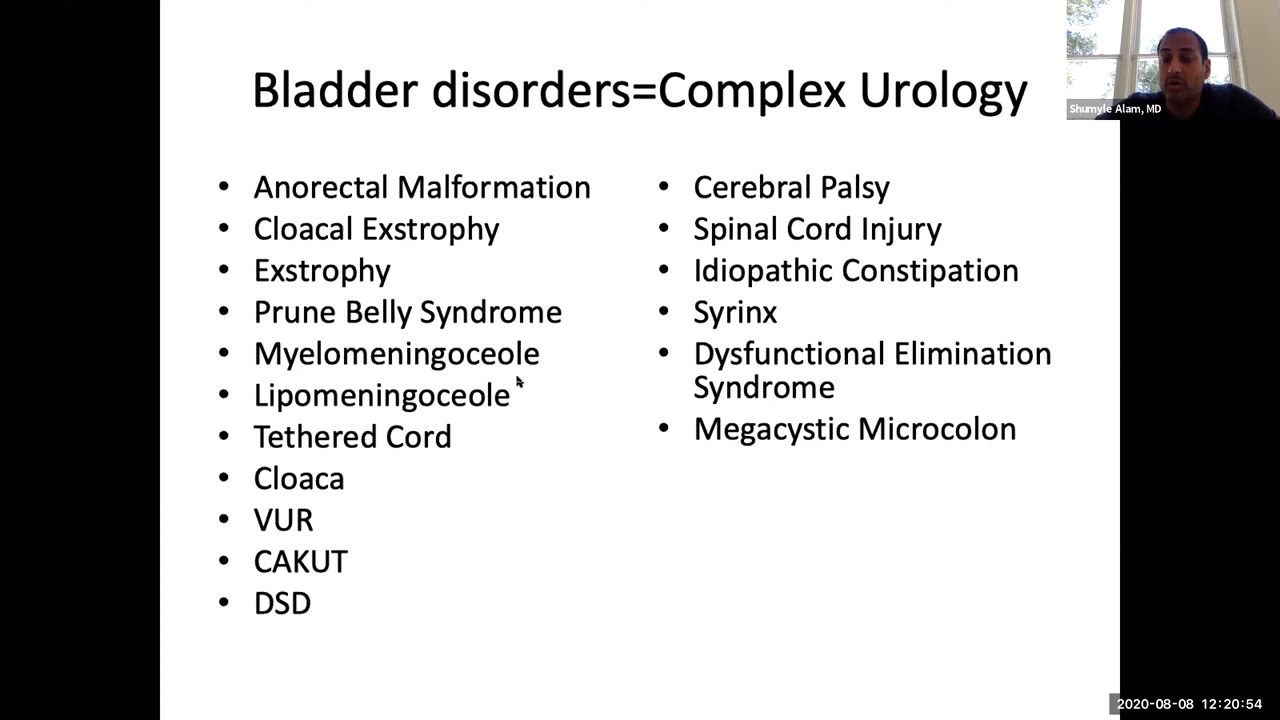 Bladder disorders=Complex Urology
• Anorectal Malformation
• Cloacal Exstrophy
• Exstrophy
• Prune Belly Syndrome
• Myelomeningoceole
• Lipomeningoceole
• Tethered Cord
• Cloaca
• VUR
• CAKUT
• DSD
• Cerebral Palsy
• Spinal Cord Injury
• Idiopathic Constipation
• Syrinx
• Dysfunctional Elimination
Syndrome
• Megacystic Microcolon
Shumyle Alam, MD
2020-08-08 12:20:54